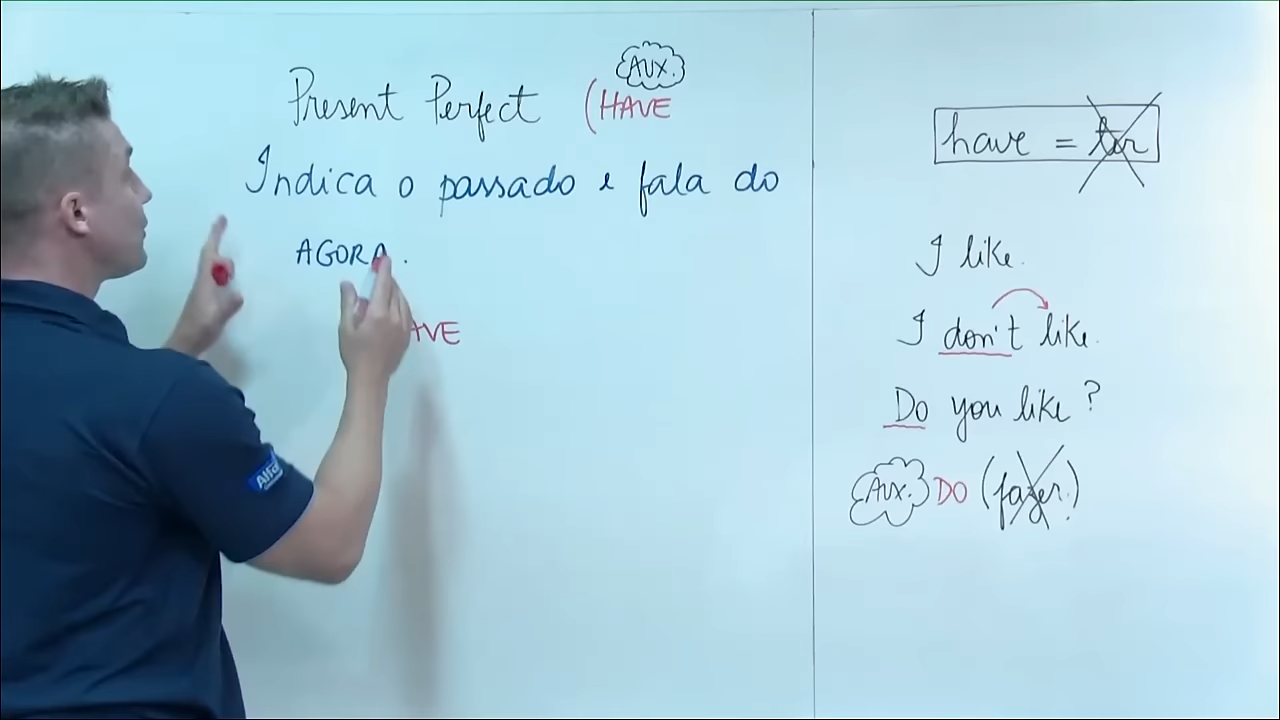 AUX.
Present Perfect (HAVE
Indica o passado e fala do
AGORA.
AVE
have = ter
I like.
I don't like.
Do you like?
AUX. DO (fazer.)